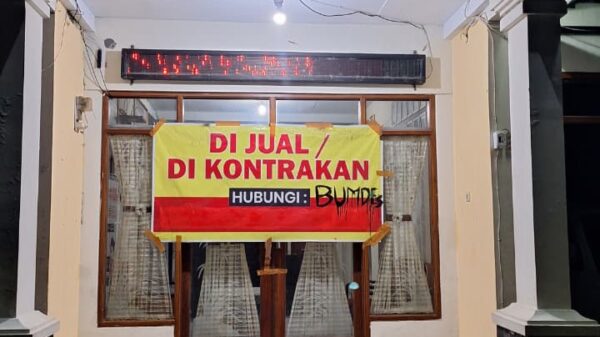 DI JUAL /
DI KONTRAKAN
HUBUNGI : BUMDES